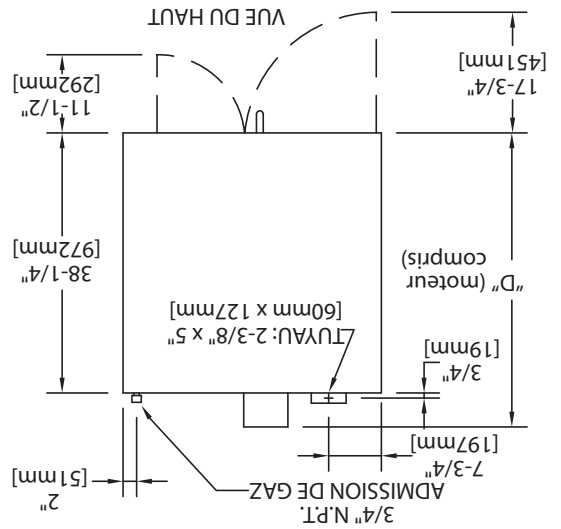 3/4" N.P.T.
ADMISSION DE GAZ
7-3/4"
[197mm]
2"
[51mm]
3/4"
[19mm]
TUYAU: 2-3/8" x 5"
[60mm x 127mm]
"D" (moteur
compris)
38-1/4"
[972mm]
17-3/4"
[451mm]
11-1/2"
[292mm]
VUE DU HAUT